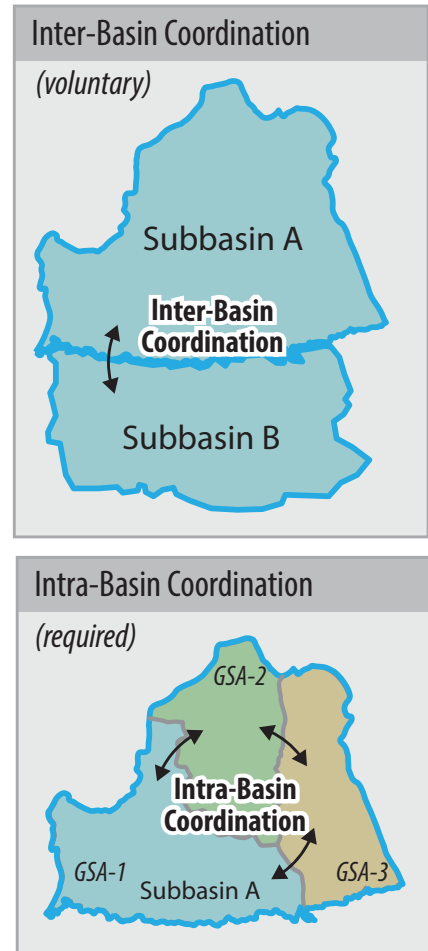 Inter-Basin Coordination
(voluntary)
Subbasin A
Inter-Basin
Coordination
Subbasin B
Intra-Basin Coordination
(required)
GSA-2
Intra-Basin
Coordination
GSA-1
GSA-3
Subbasin A